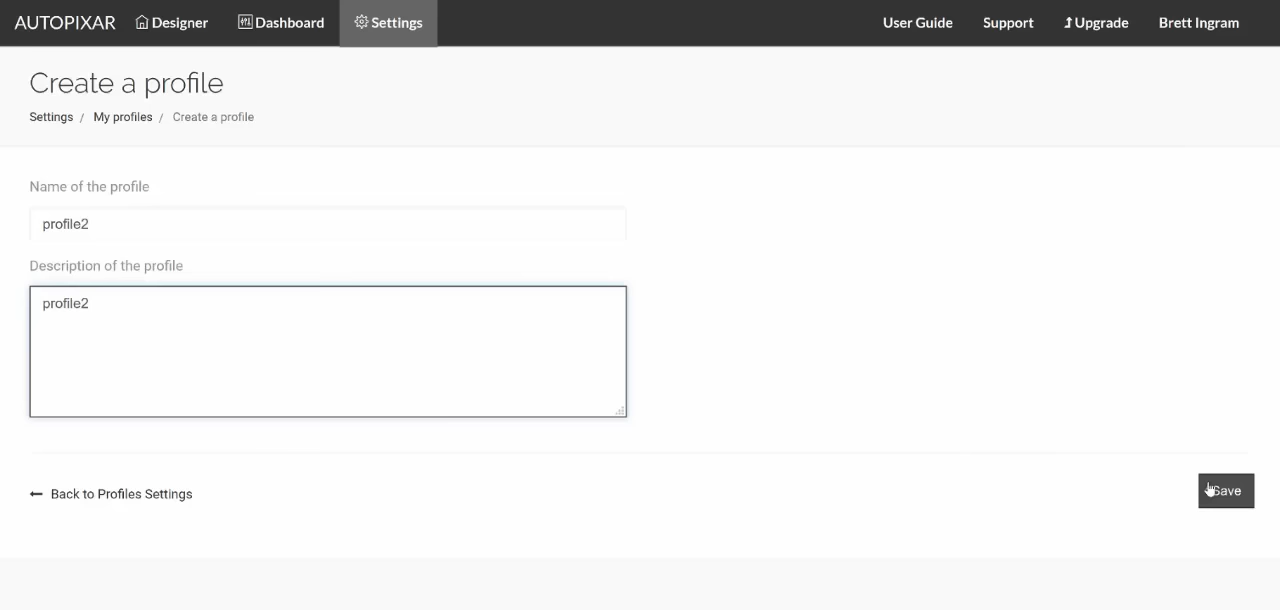 AUTOPIXAR Designer Dashboard Settings User Guide Support Upgrade Brett Ingram
Create a profile
Settings / My profiles / Create a profile
Name of the profile
profile2
Description of the profile
profile2
Back to Profiles Settings
Save